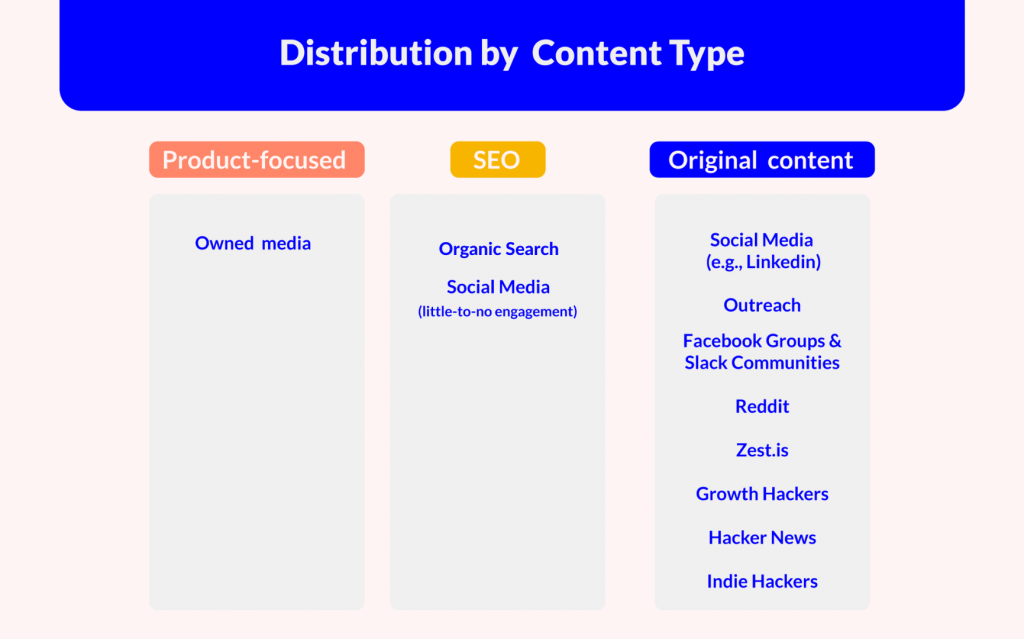 Distribution by Content Type
Product-focused
Owned media
SEO
Organic Search
Social Media
(little-to-no engagement)
Original content
Social Media
(e.g., Linkedin)
Outreach
Facebook Groups &
Slack Communities
Reddit
Zest.is
Growth Hackers
Hacker News
Indie Hackers